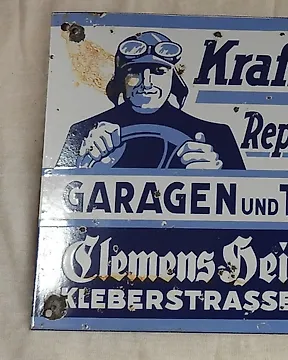 Kraf
Rep
GARAGEN UND T
Clemens Hei
KLEBERSTRASSE